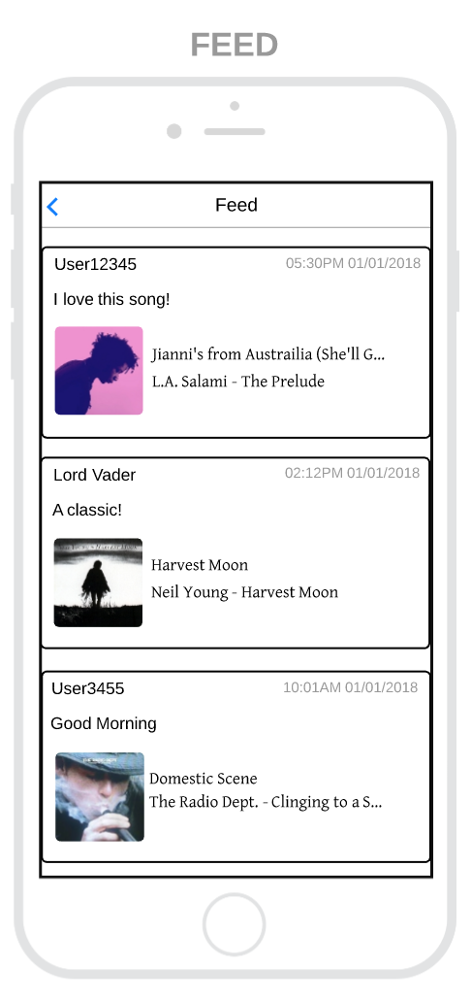 FEED
Feed
User12345
05:30PM 01/01/2018
I love this song!
Jianni's from Austrailia (She'll G...
L.A. Salami - The Prelude
Lord Vader
02:12PM 01/01/2018
A classic!
Harvest Moon
Neil Young - Harvest Moon
User3455
10:01AM 01/01/2018
Good Morning
Domestic Scene
The Radio Dept. - Clinging to a S...